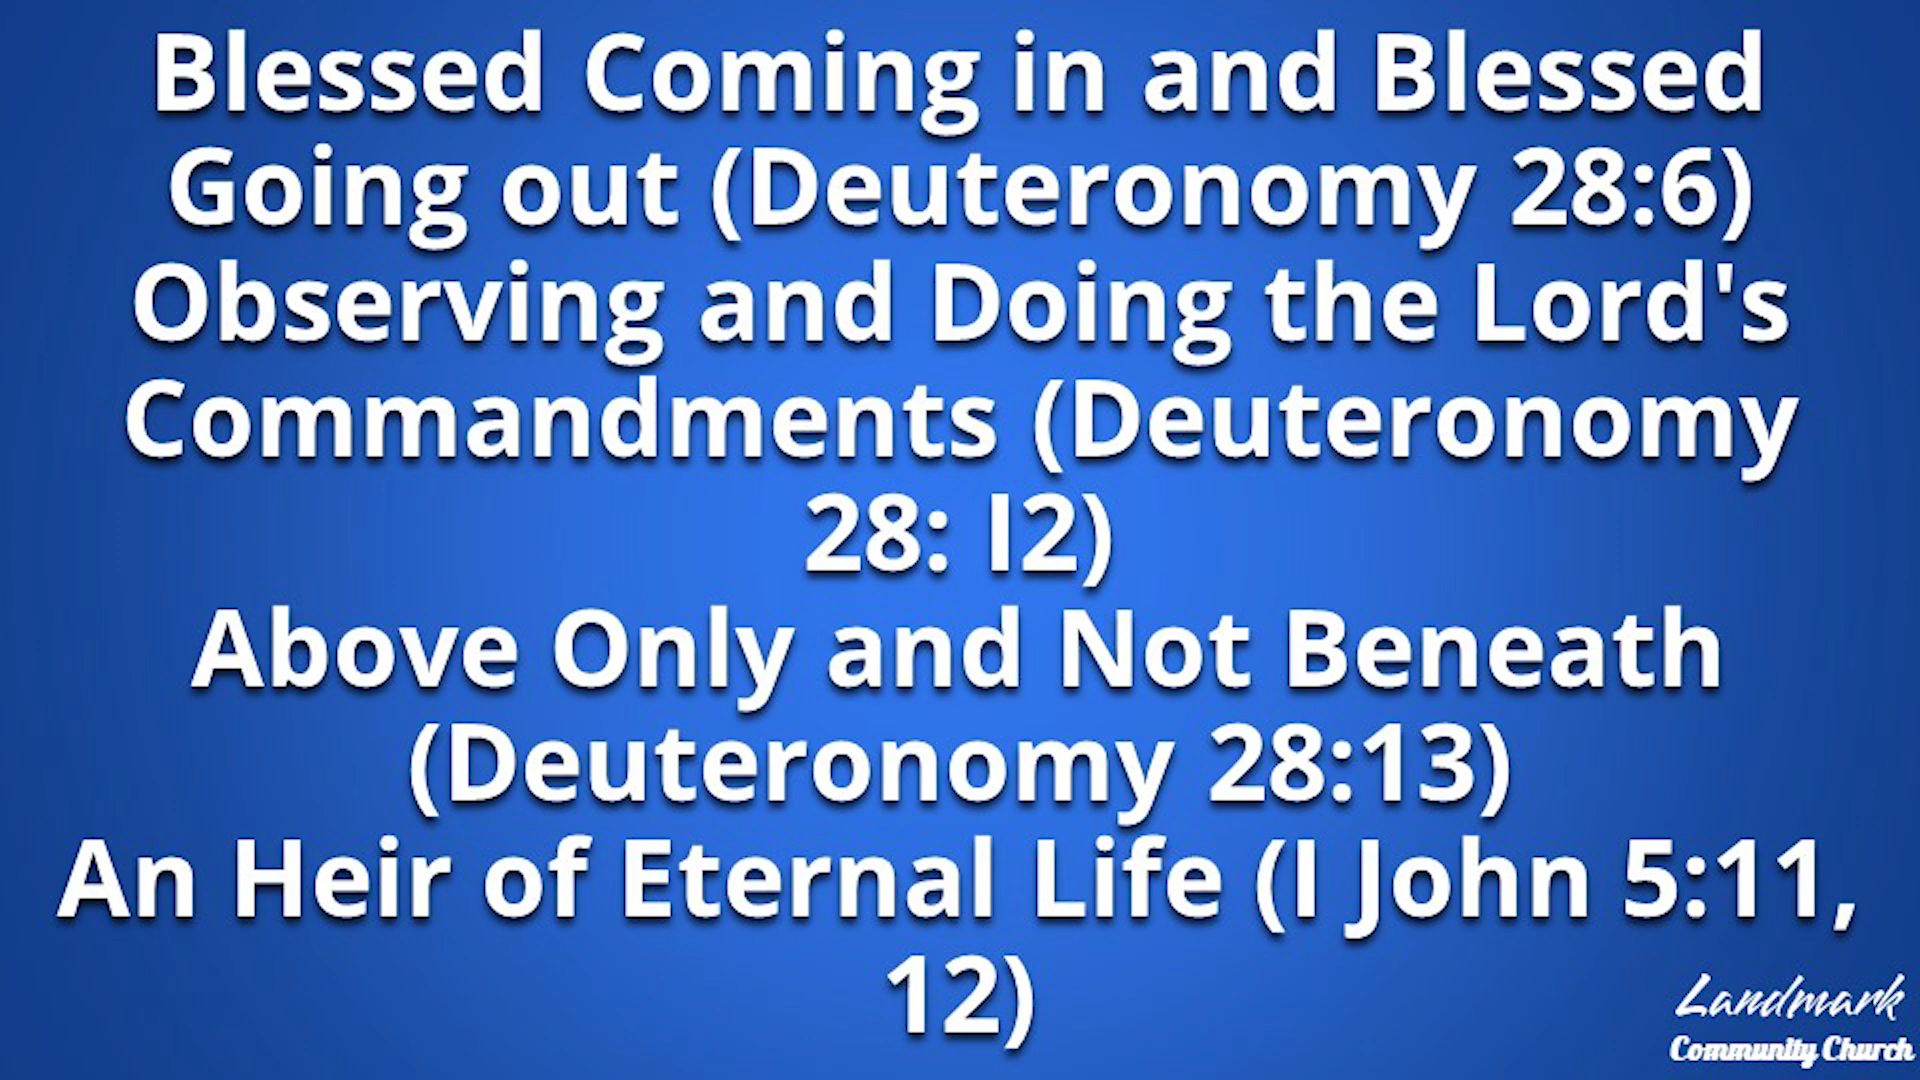 Blessed Coming in and Blessed
Going out (Deuteronomy 28:6)
Observing and Doing the Lord's
Commandments (Deuteronomy
28: I2)
Above Only and Not Beneath
(Deuteronomy 28:13)
An Heir of Eternal Life (I John 5:11,
12)
Landmark
Community Church